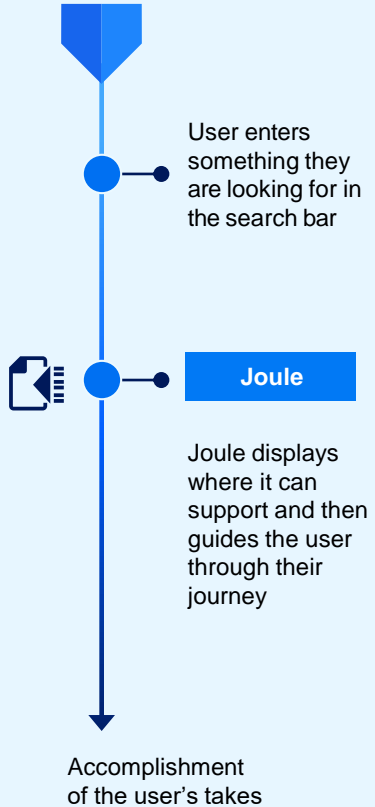 User enters
something they
are looking for in
the search bar
Joule
Joule displays
where it can
support and then
guides the user
through their
journey
Accomplishment
of the user's takes